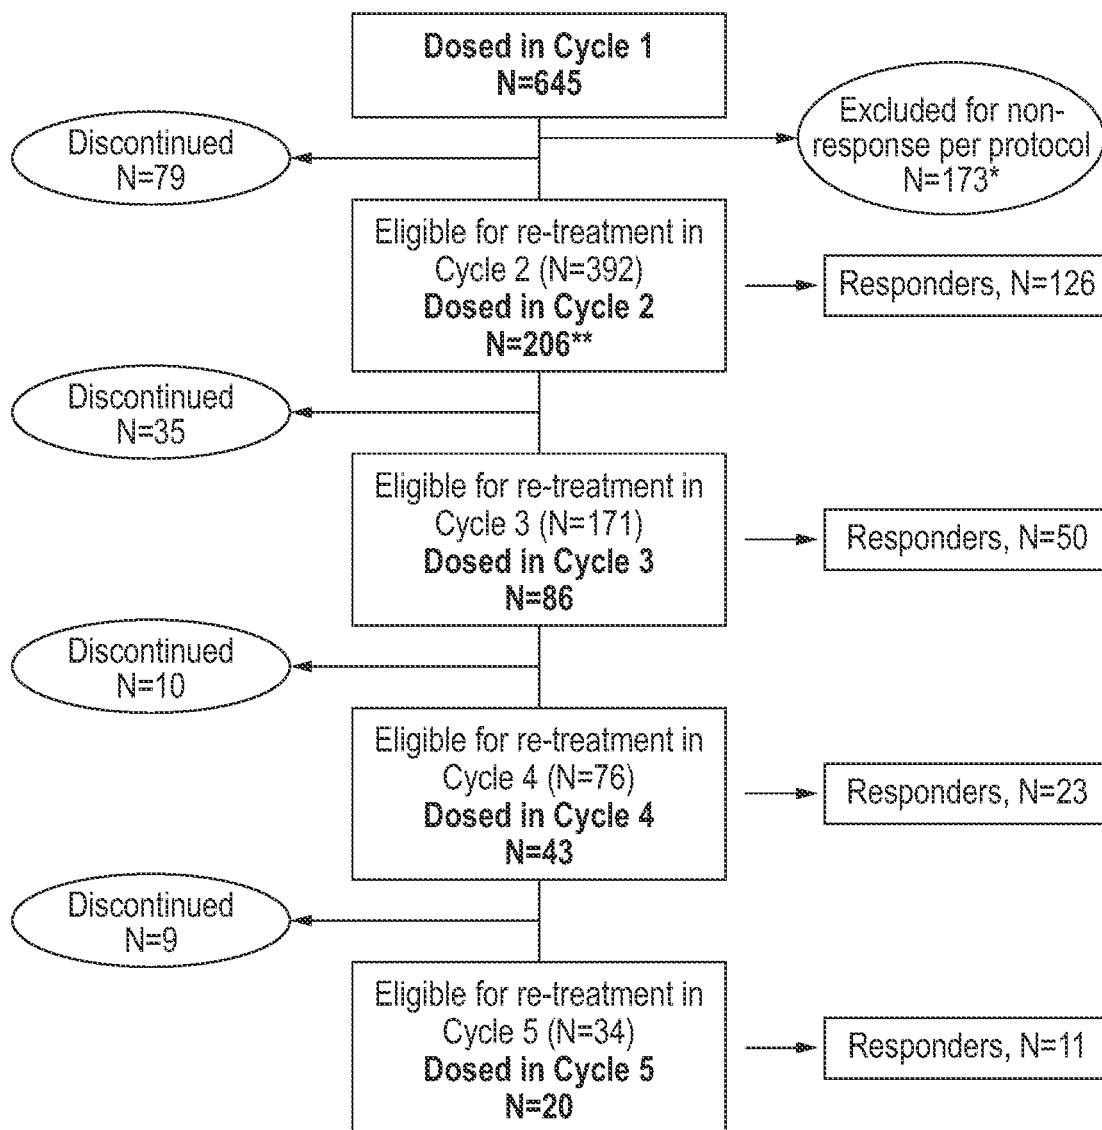 Dosed in Cycle 1
N=645
Excluded for non-
response per protocol
N=173*
Discontinued
N=79
Eligible for re-treatment in
Cycle 2 (N=392)
Dosed in Cycle 2
N=206**
Responders, N=126
Discontinued
N=35
Eligible for re-treatment in
Cycle 3 (N=171)
Dosed in Cycle 3
N=86
Responders, N=50
Discontinued
N=10
Eligible for re-treatment in
Cycle 4 (N=76)
Dosed in Cycle 4
N=43
Responders, N=23
Discontinued
N=9
Eligible for re-treatment in
Cycle 5 (N=34)
Dosed in Cycle 5
N=20
Responders, N=11